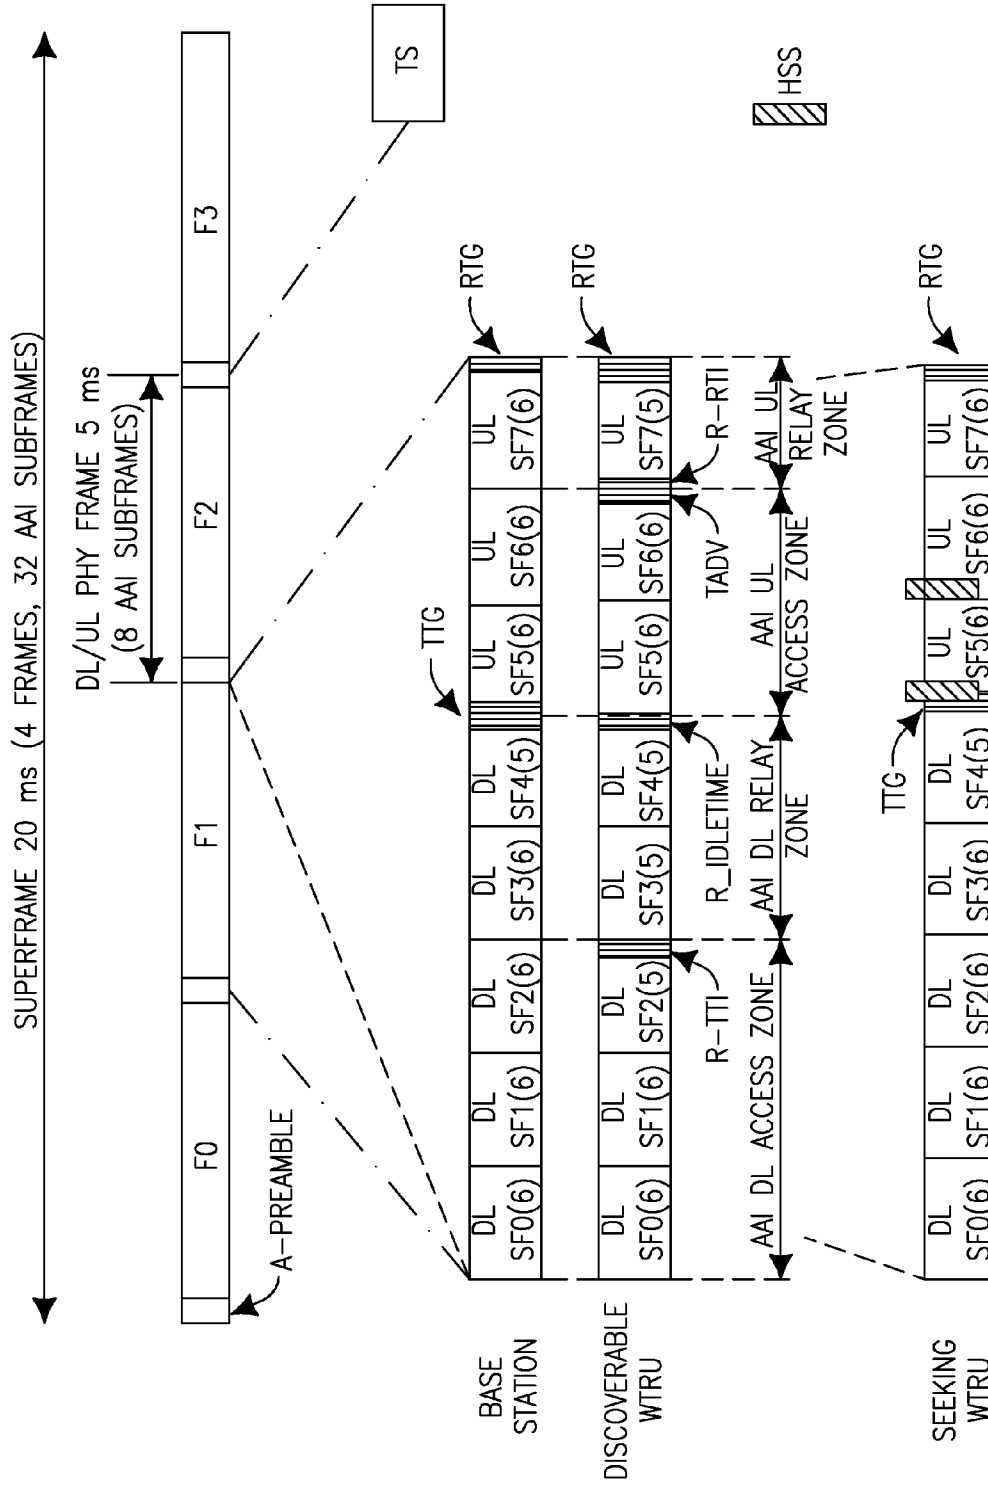 SUPERFRAME 20 ms (4 FRAMES, 32 AAI SUBFRAMES)
DL/UL PHY FRAME 5 ms
(8 AAI SUBFRAMES)
F0
F1
F2
F3
A-PREAMBLE
TS
TTG
RTG
BASE
STATION
DL
SF0(6)
DL
SF1(6)
DL
SF2(6)
DL
SF3(6)
DL
SF4(5)
UL
SF5(6)
UL
SF6(6)
UL
SF7(6)
RTG
DISCOVERABLE
WTRU
DL
SF0(6)
DL
SF1(6)
DL
SF2(5)
DL
SF3(5)
DL
SF4(5)
UL
SF5(6)
UL
SF6(6)
UL
SF7(5)
R-TTI
R_IDLETIME
TADV
R-RTI
AAI DL ACCESS ZONE
AAI DL RELAY
ZONE
AAI UL
ACCESS ZONE
AAI UL
RELAY
ZONE
HSS
TTG
RTG
SEEKING
WTRU
DL
SF0(6)
DL
SF1(6)
DL
SF2(6)
DL
SF3(6)
DL
SF4(5)
UL
SF5(6)
UL
SF6(6)
UL
SF7(6)